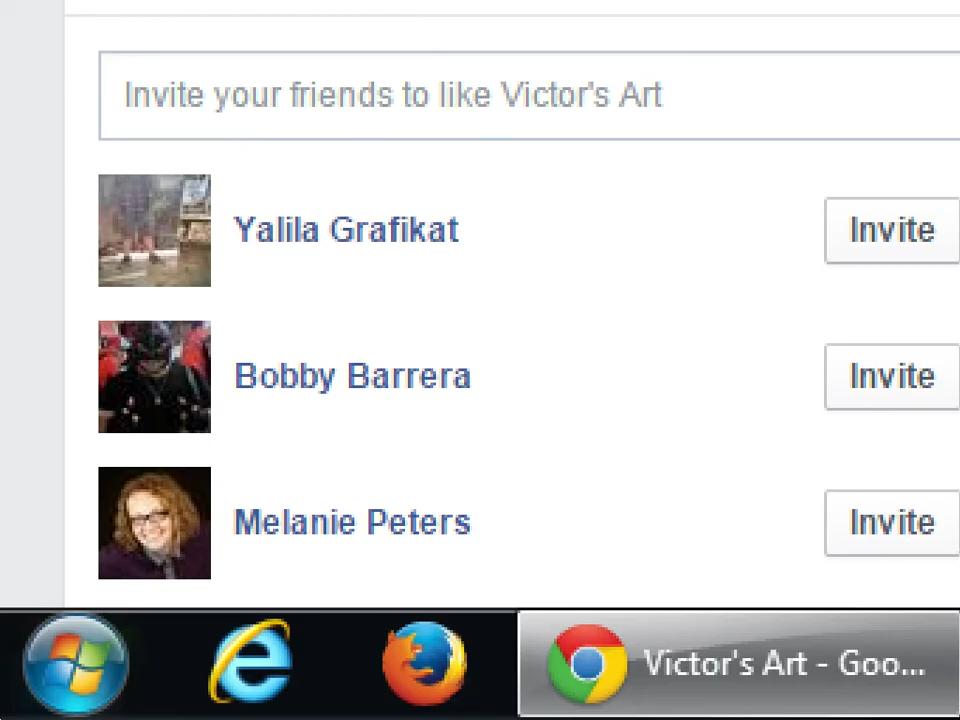 Invite your friends to like Victor's Art
Yalila Grafikat
Invite
Bobby Barrera
Invite
Melanie Peters
Invite
Victor's Art - Goo...